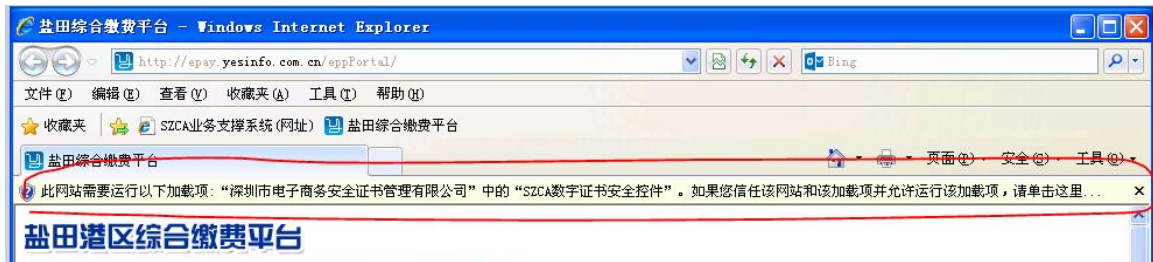 盐田综合缴费平台 - Windows Internet Explorer
http://epay.yesinfo.com.cn/eppPortal/ Bing
文件(F) 编辑(E) 查看(V) 收藏夹(A) 工具(T) 帮助(H)
收藏夹 SZCA业务支撑系统(网址) 盐田综合缴费平台
盐田综合缴费平台 页面(P) 安全(S) 工具(O)
此网站需要运行以下加载项:“深圳市电子商务安全证书管理有限公司”中的“SZCA数字证书安全控件”。如果您信任该网站和该加载项并允许运行该加载项,请单击这里...
盐田港区综合缴费平台